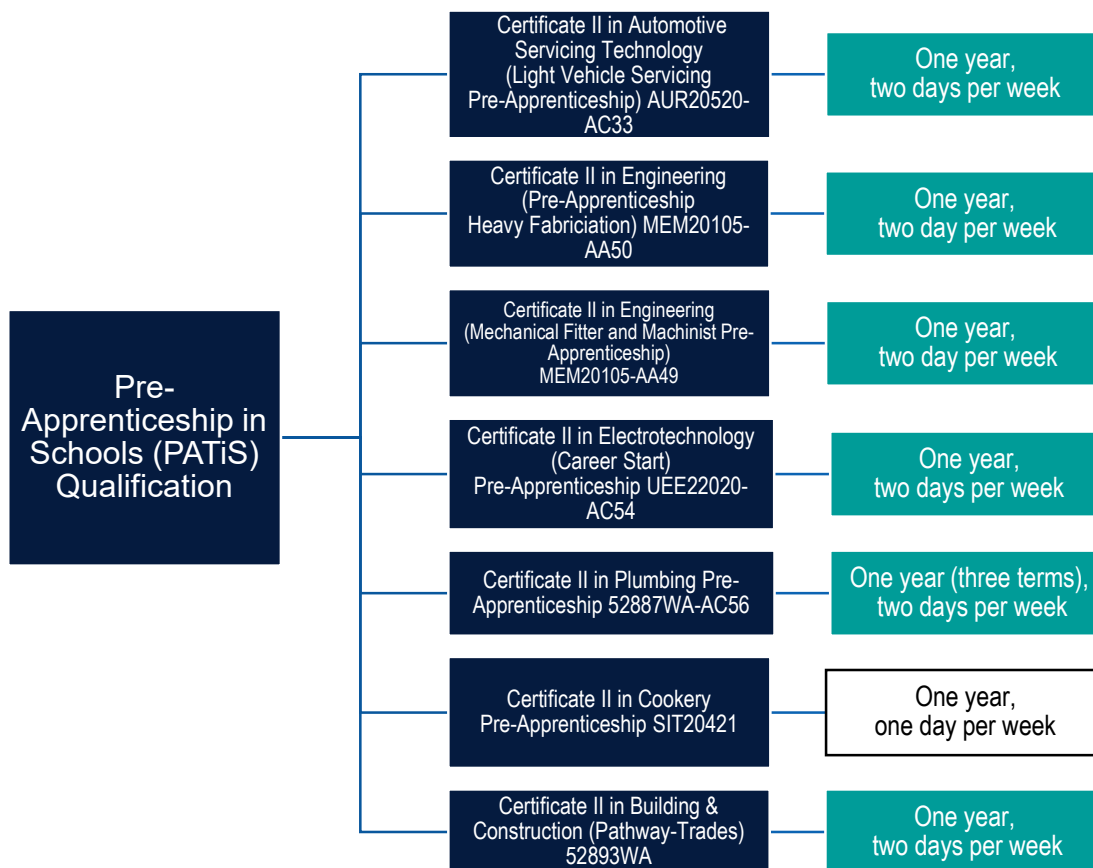 Pre-
Apprenticeship in
Schools (PATiS)
Qualification
Certificate II in Automotive
Servicing Technology
(Light Vehicle Servicing
Pre-Apprenticeship) AUR20520-
AC33
One year,
two days per week
Certificate II in Engineering
(Pre-Apprenticeship
Heavy Fabriciation) MEM20105-
AA50
One year,
two day per week
Certificate II in Engineering
(Mechanical Fitter and Machinist Pre-
Apprenticeship)
MEM20105-AA49
One year,
two day per week
Certificate II in Electrotechnology
(Career Start)
Pre-Apprenticeship UEE22020-
AC54
One year,
two days per week
Certificate II in Plumbing Pre-
Apprenticeship 52887WA-AC56
One year (three terms),
two days per week
Certificate II in Cookery
Pre-Apprenticeship SIT20421
One year,
one day per week
Certificate II in Building &
Construction (Pathway-Trades)
52893WA
One year,
two days per week